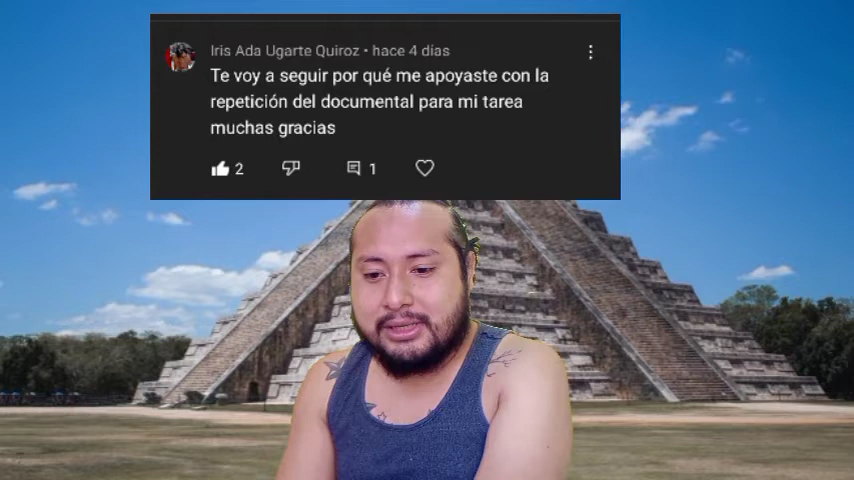 Iris Ada Ugarte Quiroz • hace 4 días
Te voy a seguir por qué me apoyaste con la
repetición del documental para mi tarea
muchas gracias
2
1